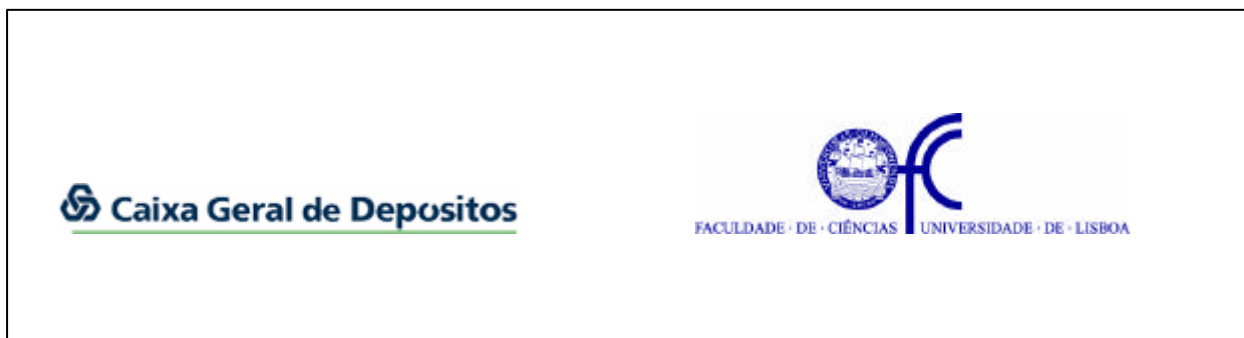 Caixa Geral de Depositos
FACULDADE · DE · CIÊNCIAS UNIVERSIDADE · DE · LISBOA